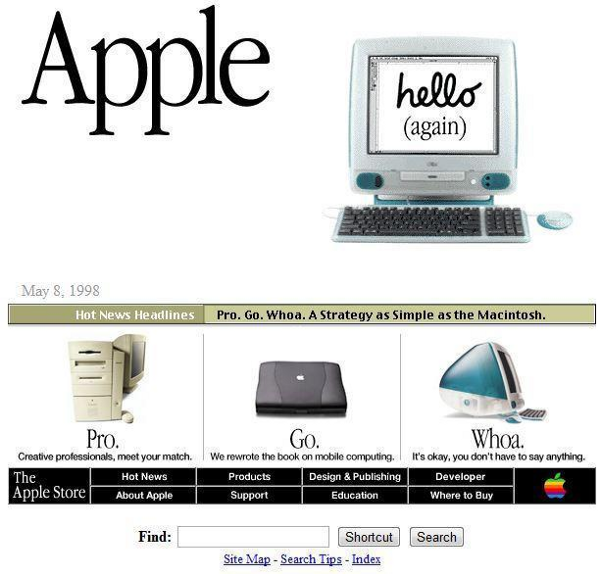 Apple
hello
(again)
May 8, 1998
Hot News Headlines Pro. Go. Whoa. A Strategy as Simple as the Macintosh.
Pro. Go. Whoa.
Creative professionals, meet your match. We rewrote the book on mobile computing. It's okay, you don't have to say anything.
The Apple Store
Hot News Products Design & Publishing Developer
About Apple Support Education Where to Buy
Find: Shortcut Search
Site Map - Search Tips - Index